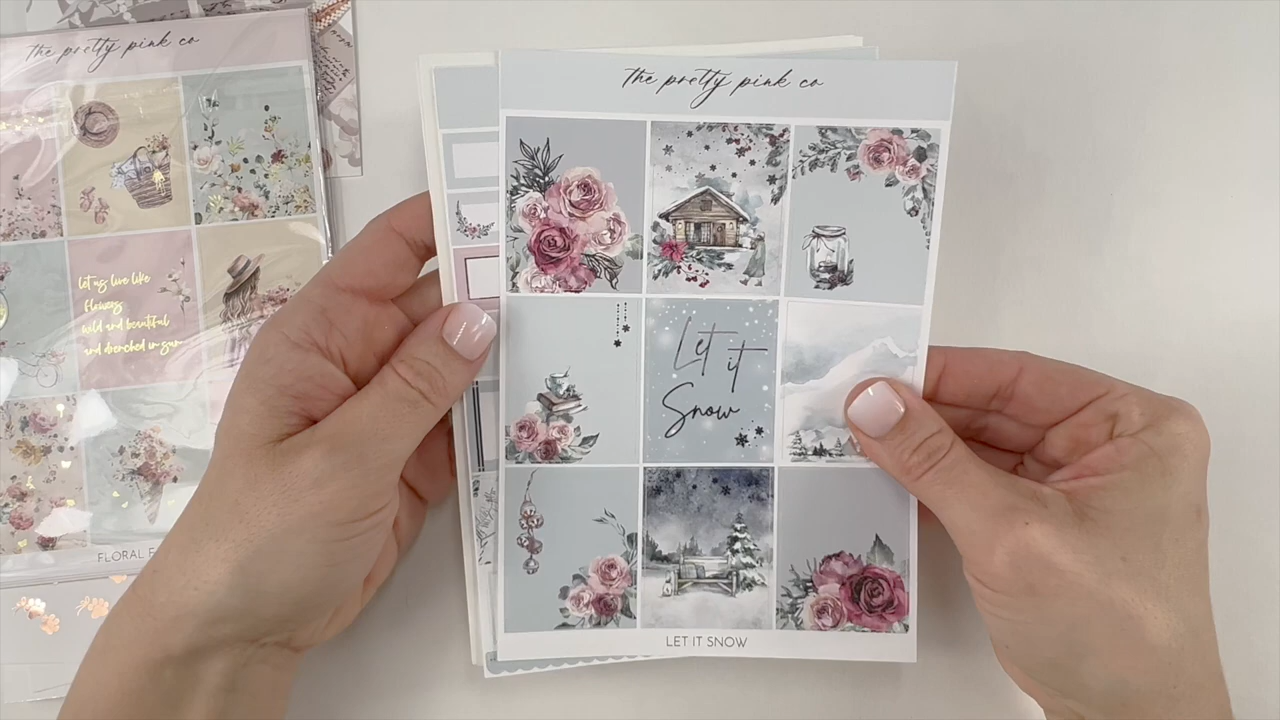 the pretty pink co
let us live like
flowers
wild and beautiful
and drenched in sun
FLORAL
the pretty pink co
Let it
Snow
LET IT SNOW